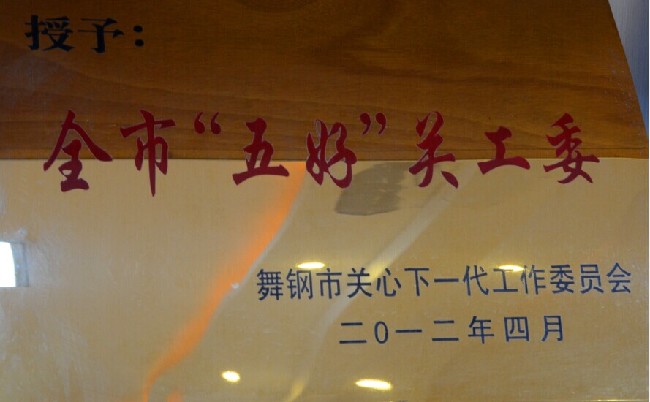 授予：
全市“五好”关工委
舞钢市关心下一代工作委员会
二〇一二年四月